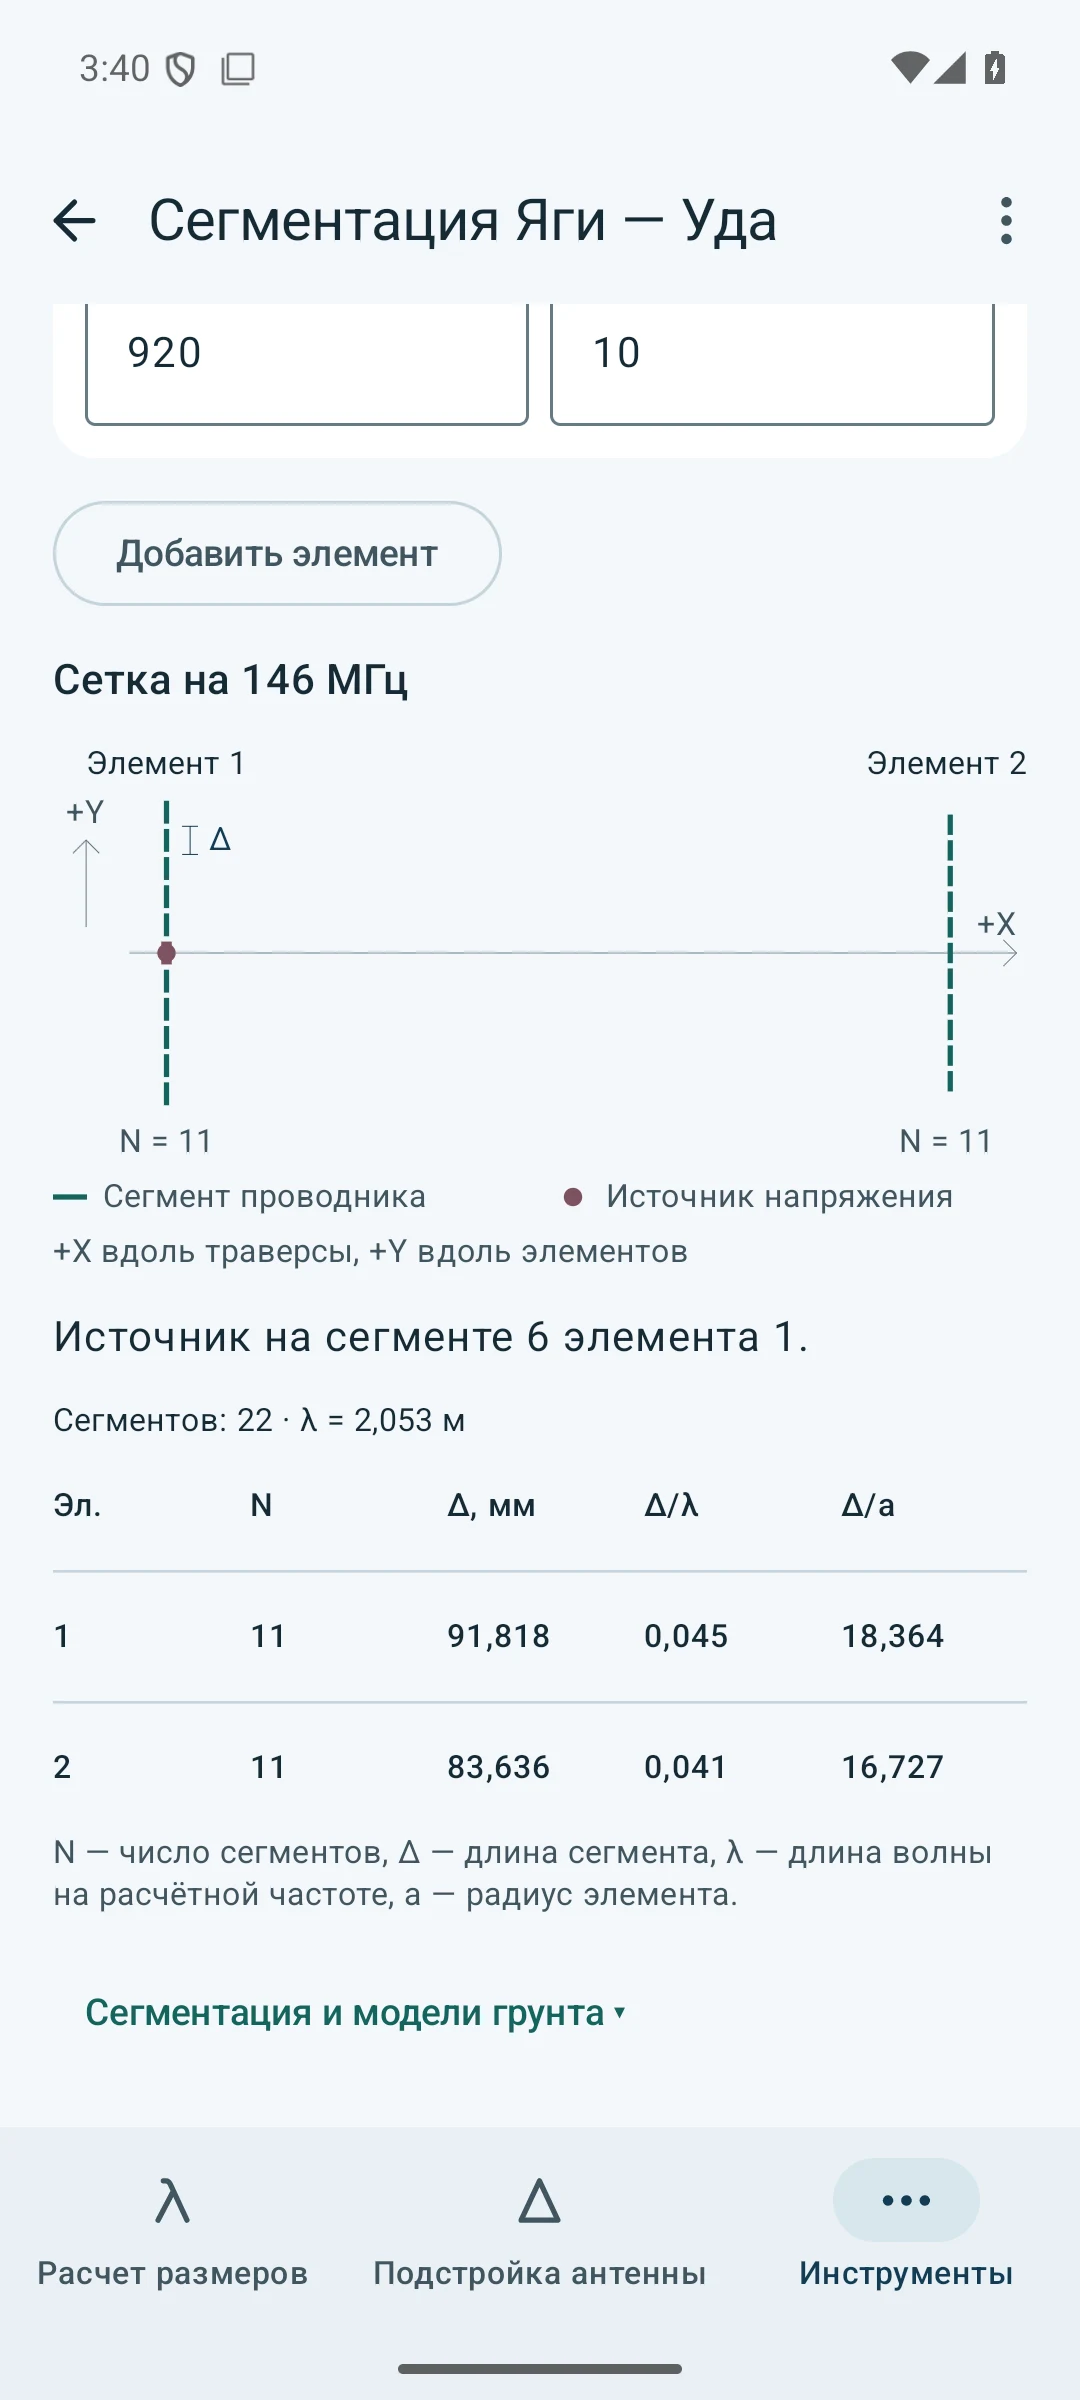 3:40
Сегментация Яги — Уда
920
10
Добавить элемент
Сетка на 146 МГц
Элемент 1
Элемент 2
+Y
Δ
+X
N = 11
N = 11
Сегмент проводника
Источник напряжения
+X вдоль траверсы, +Y вдоль элементов
Источник на сегменте 6 элемента 1.
Сегментов: 22 · λ = 2,053 м
Эл. N Δ, мм Δ/λ Δ/a
1 11 91,818 0,045 18,364
2 11 83,636 0,041 16,727
N — число сегментов, Δ — длина сегмента, λ — длина волны
на расчётной частоте, a — радиус элемента.
Сегментация и модели грунта ▾
λ
Δ
Расчет размеров
Подстройка антенны
Инструменты